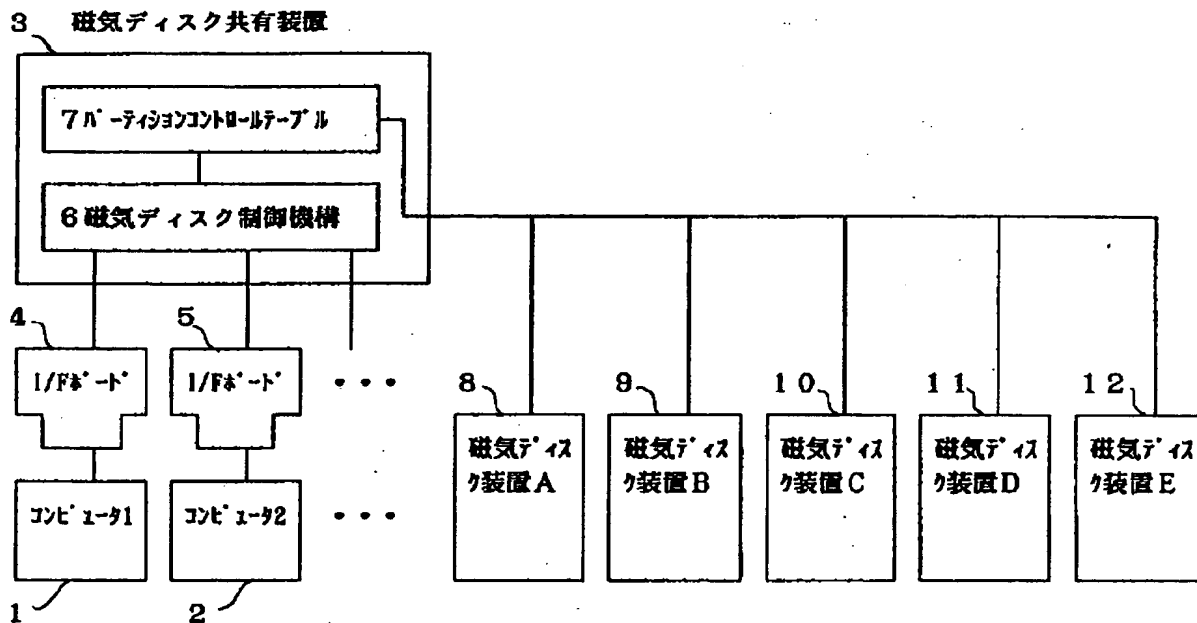 3 磁気ディスク共有装置
7パーティションコントロールテーブル
6磁気ディスク制御機構
4
5
I/Fボード
I/Fボード
・・・
8
9
10
11
12
磁気ディス
ク装置A
磁気ディス
ク装置B
磁気ディス
ク装置C
磁気ディス
ク装置D
磁気ディス
ク装置E
コンピュータ1
コンピュータ2
・・・
1
2